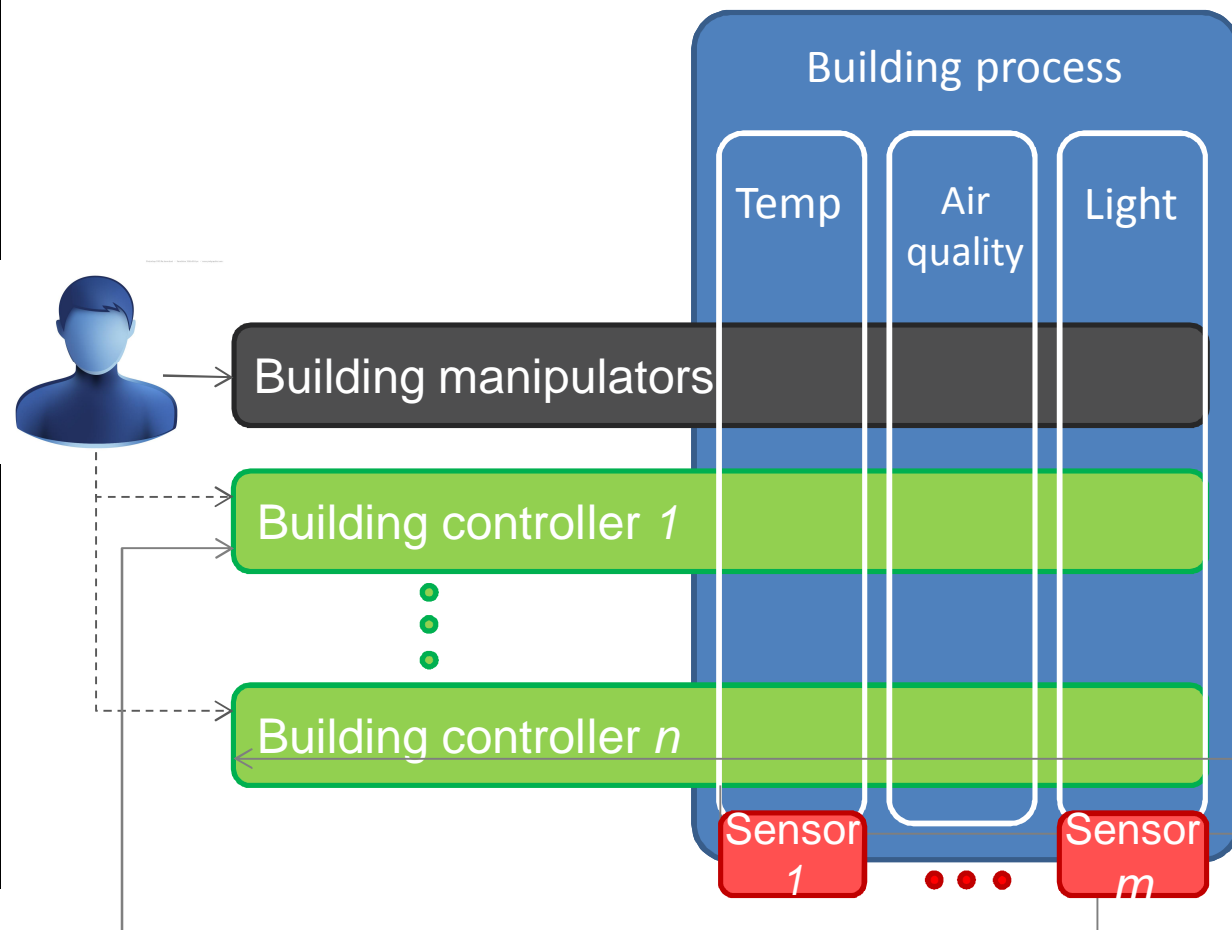 Building process
Temp
Air
quality
Light
Building manipulators
Building controller 1
Building controller n
Sensor
1
Sensor
m